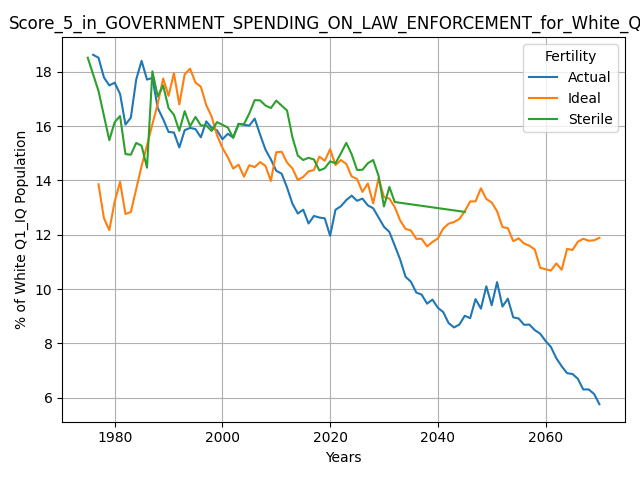 Score_5_in_GOVERNMENT_SPENDING_ON_LAW_ENFORCEMENT_for_White_Q
Fertility
Actual
Ideal
Sterile
% of White Q1_IQ Population
18
16
14
12
10
8
6
1980
2000
2020
2040
2060
Years